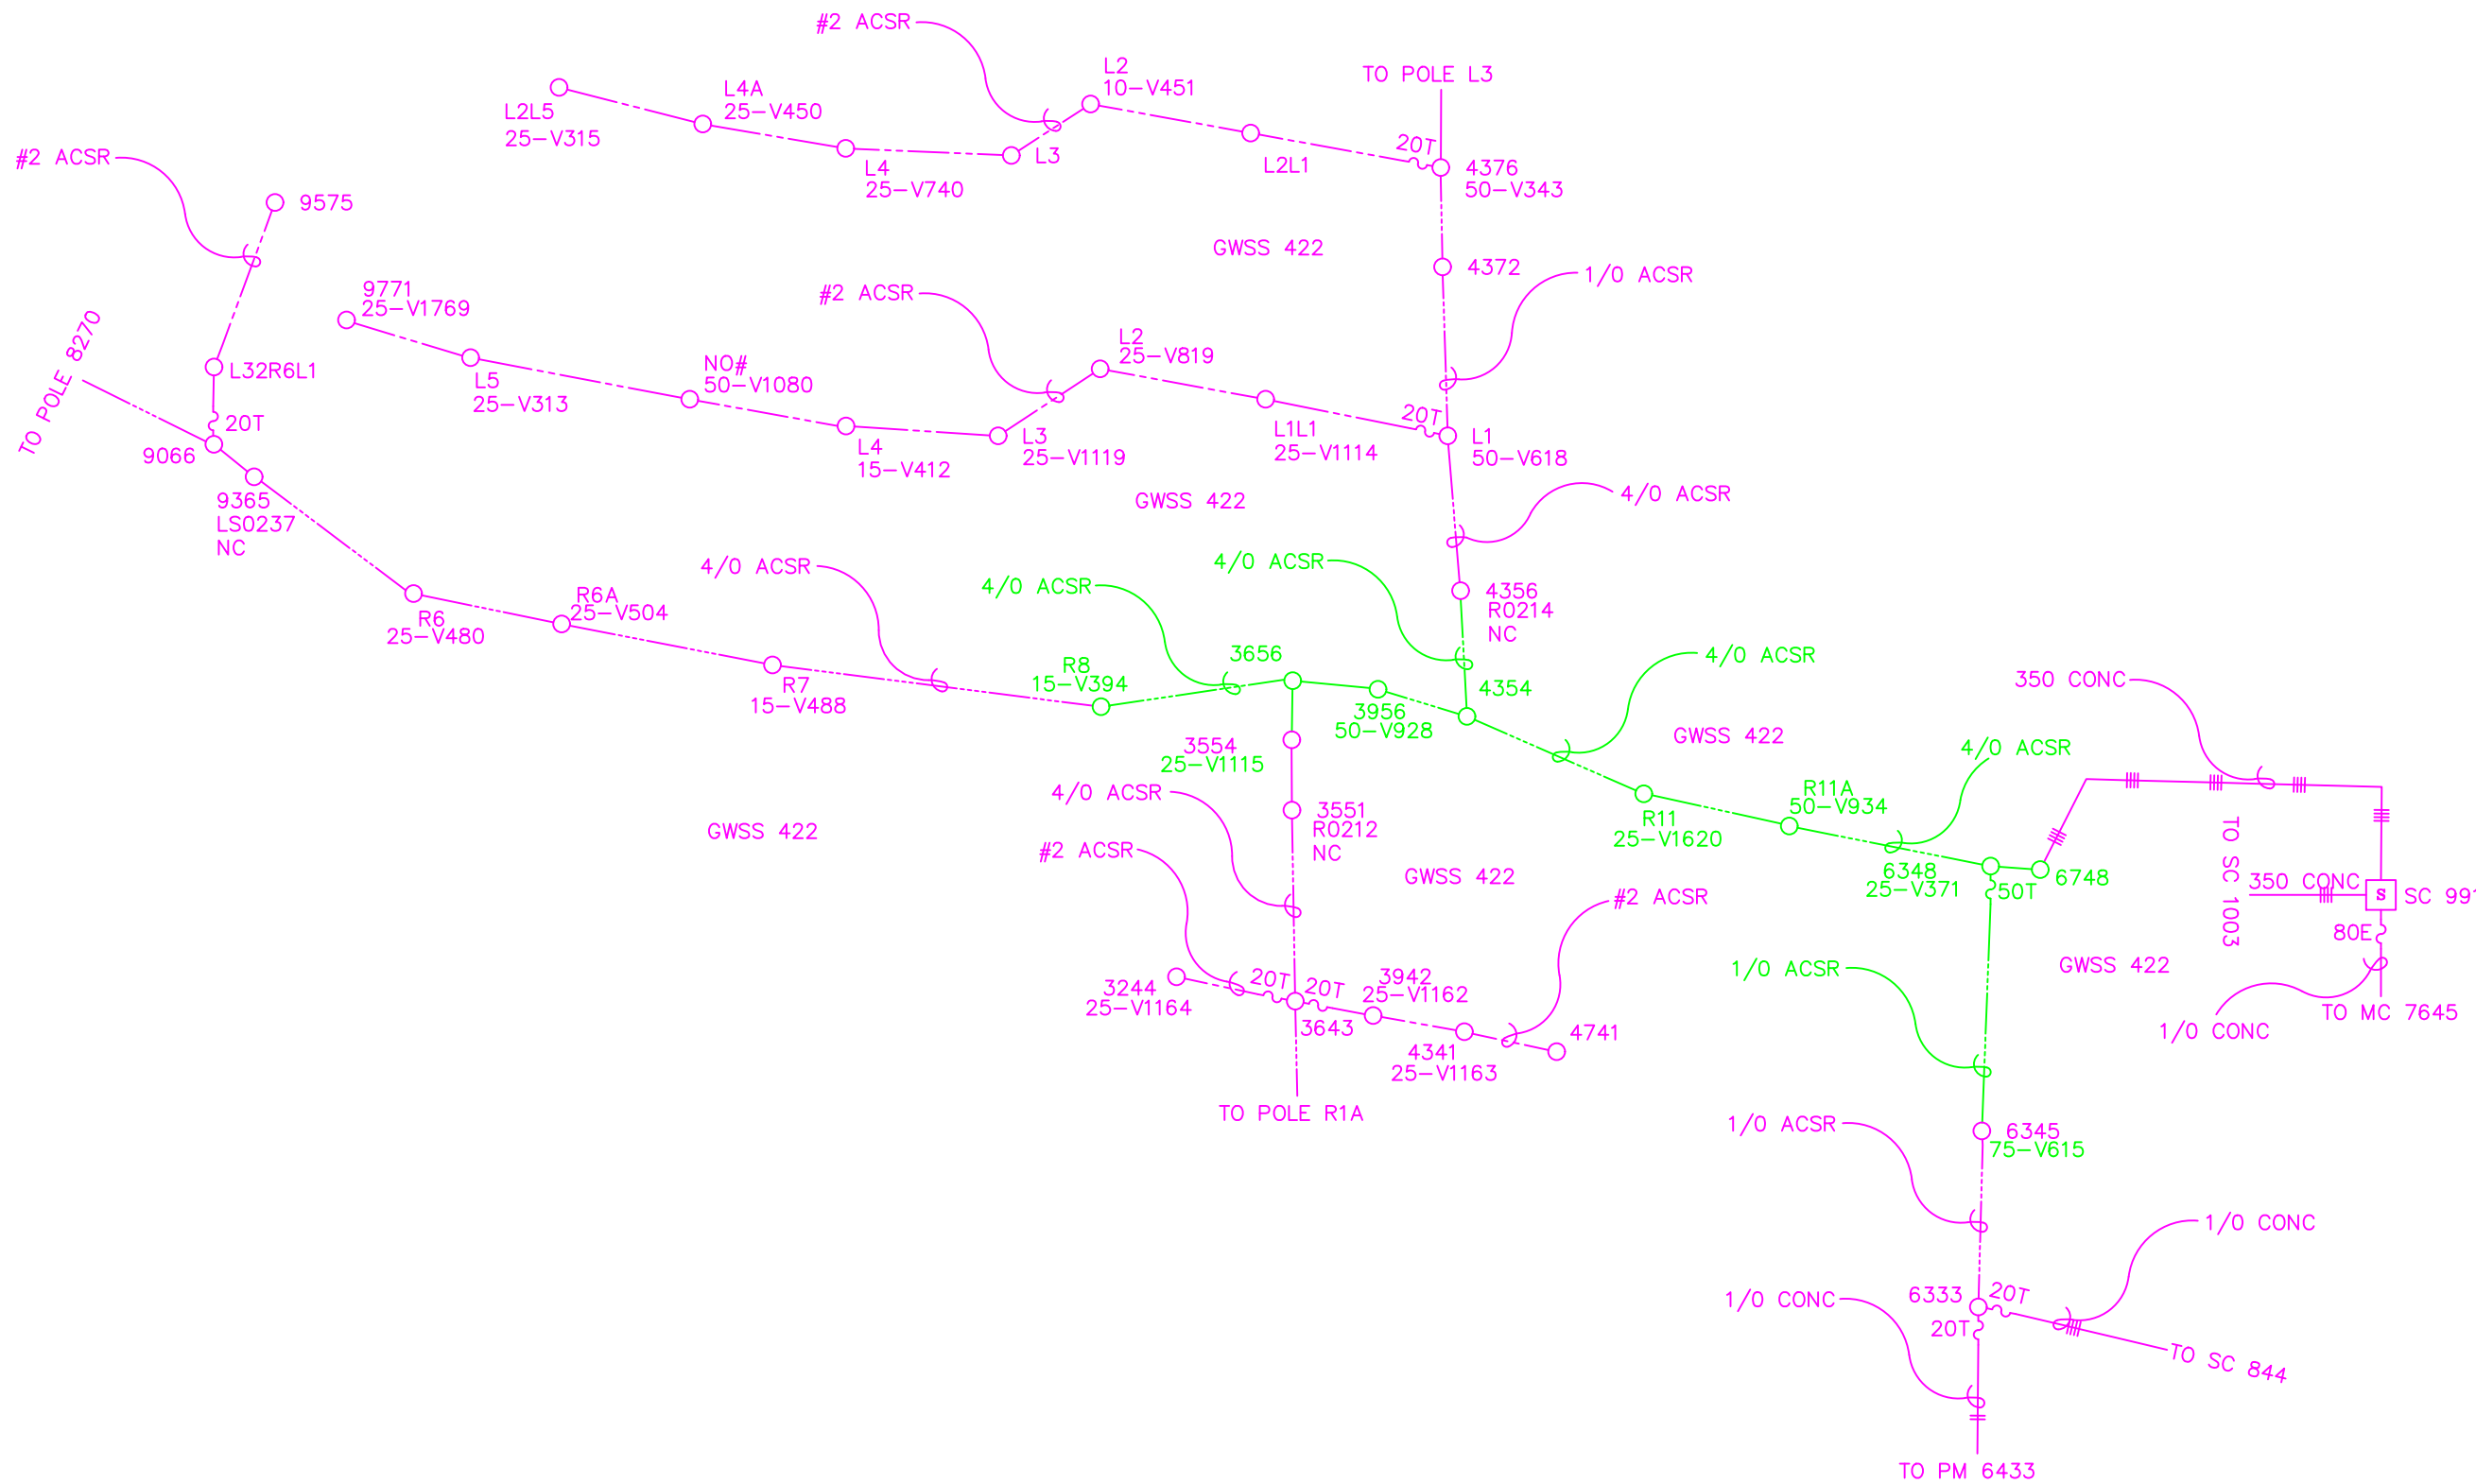 #2 ACSR
L2
10-V451
TO POLE L3
L4A
25-V450
L2L5
25-V315
20T
L3
L2L1
4376
50-V343
L4
25-V740
#2 ACSR
9575
GWSS 422
4372
1/0 ACSR
9771
25-V1769
#2 ACSR
TO POLE 8270
L2
25-V819
NO#
50-V1080
L32R6L1
L5
25-V313
20T
20T
L3
25-V1119
L1L1
25-V1114
L1
50-V618
9066
L4
15-V412
9365
LS0237
NC
GWSS 422
4/0 ACSR
4/0 ACSR
4/0 ACSR
4/0 ACSR
4356
R0214
NC
R6A
25-V504
R6
25-V480
3656
4/0 ACSR
R8
15-V394
350 CONC
R7
15-V488
4354
3956
50-V928
GWSS 422
3554
25-V1115
4/0 ACSR
4/0 ACSR
R11A
50-V934
3551
R0212
NC
R11
25-V1620
GWSS 422
#2 ACSR
TO SC 1003
GWSS 422
6348
25-V371
50T
6748
350 CONC
S
SC 991
#2 ACSR
80E
1/0 ACSR
GWSS 422
20T
20T
3942
25-V1162
3244
25-V1164
TO MC 7645
3643
4741
1/0 CONC
4341
25-V1163
TO POLE R1A
1/0 ACSR
6345
75-V615
1/0 CONC
6333
20T
1/0 CONC
20T
TO SC 844
TO PM 6433